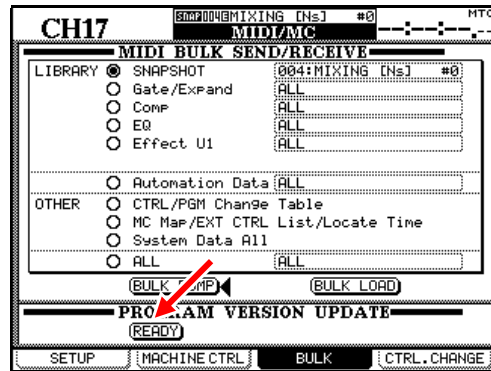 CH17
SNAP004:MIXING [Ns] #0
MIDI/MC
MTC
--:--:--.--
MIDI BULK SEND/RECEIVE
LIBRARY
SNAPSHOT 004:MIXING [Ns] #0
Gate/Expand ALL
Comp ALL
EQ ALL
Effect U1 ALL
Automation Data ALL
OTHER
CTRL/PGM Change Table
MC Map/EXT CTRL List/Locate Time
System Data All
ALL ALL
BULK DUMP BULK LOAD
PROGRAM VERSION UPDATE
READY
SETUP MACHINE CTRL BULK CTRL.CHANGE